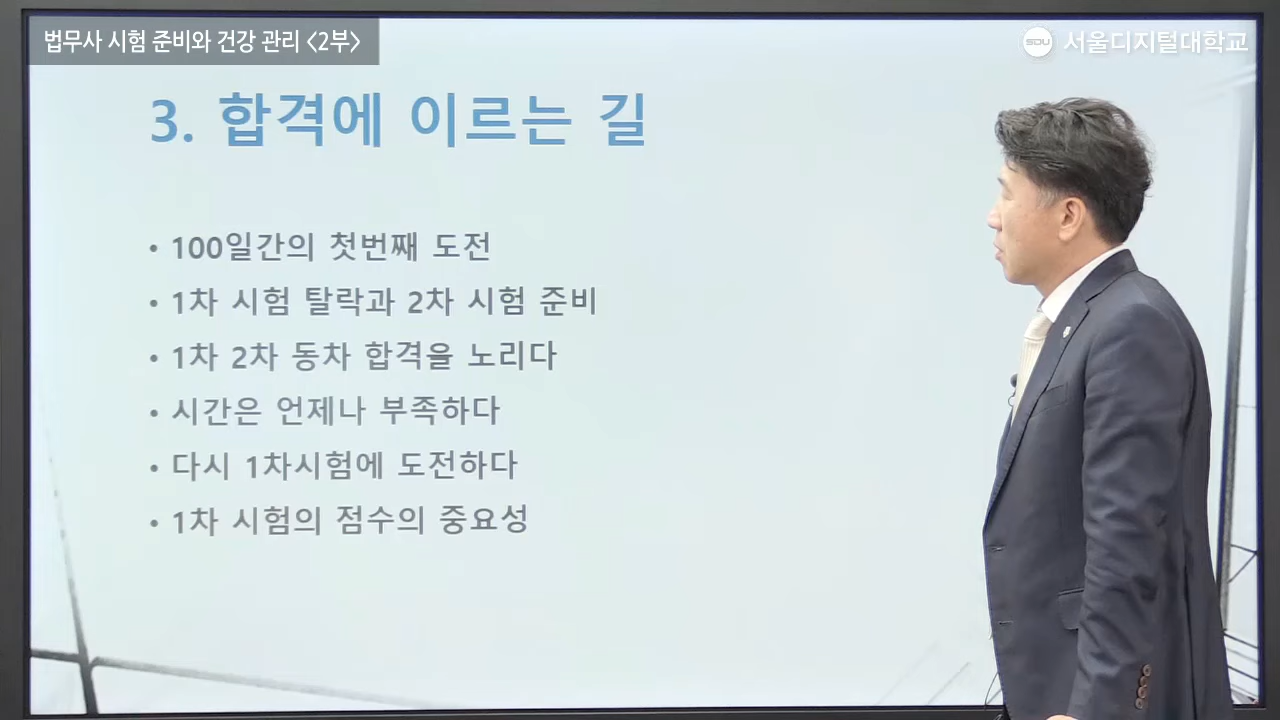 법무사 시험 준비와 건강 관리 <2부>
SDU 서울디지털대학교
3. 합격에 이르는 길
• 100일간의 첫번째 도전
• 1차 시험 탈락과 2차 시험 준비
• 1차 2차 동차 합격을 노리다
• 시간은 언제나 부족하다
• 다시 1차시험에 도전하다
• 1차 시험의 점수의 중요성